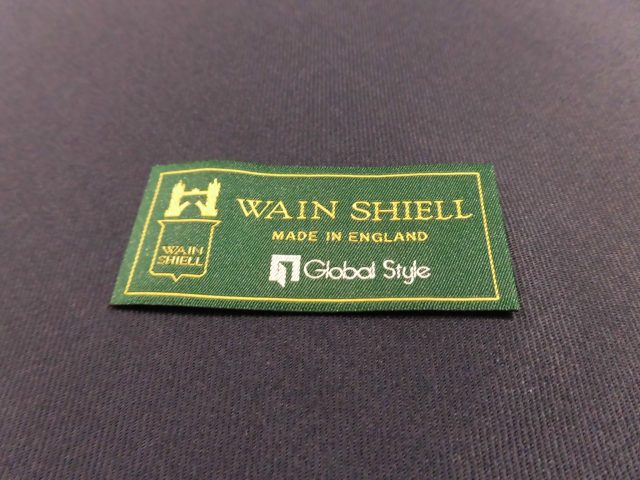 WAIN SHIELL
MADE IN ENGLAND
Global Style
WAIN
SHIELL